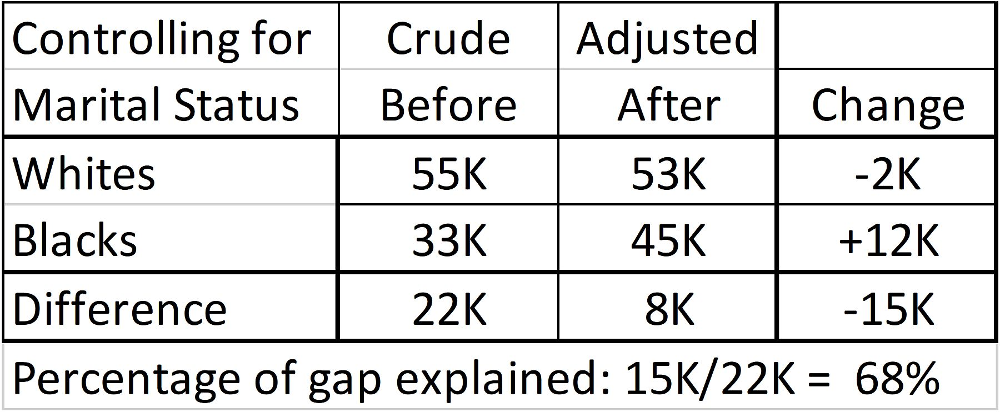 Controlling for Crude Adjusted
Marital Status Before After Change
Whites 55K 53K -2K
Blacks 33K 45K +12K
Difference 22K 8K -15K
Percentage of gap explained: 15K/22K = 68%